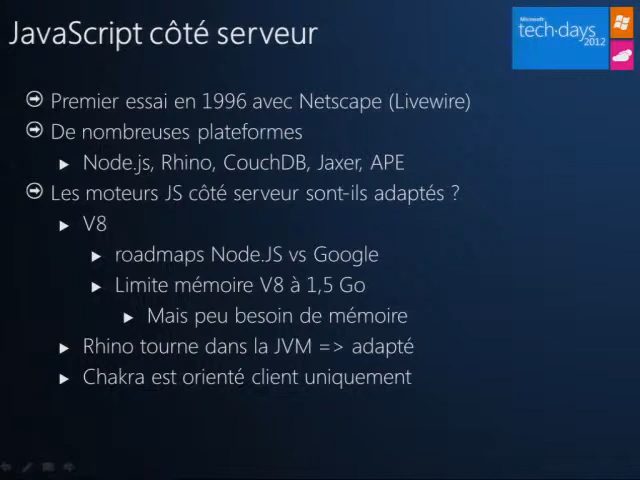 JavaScript côté serveur
Microsoft
tech·days
2012
Premier essai en 1996 avec Netscape (Livewire)
De nombreuses plateformes
Node.js, Rhino, CouchDB, Jaxer, APE
Les moteurs JS côté serveur sont-ils adaptés ?
V8
roadmaps Node.JS vs Google
Limite mémoire V8 à 1,5 Go
Mais peu besoin de mémoire
Rhino tourne dans la JVM => adapté
Chakra est orienté client uniquement